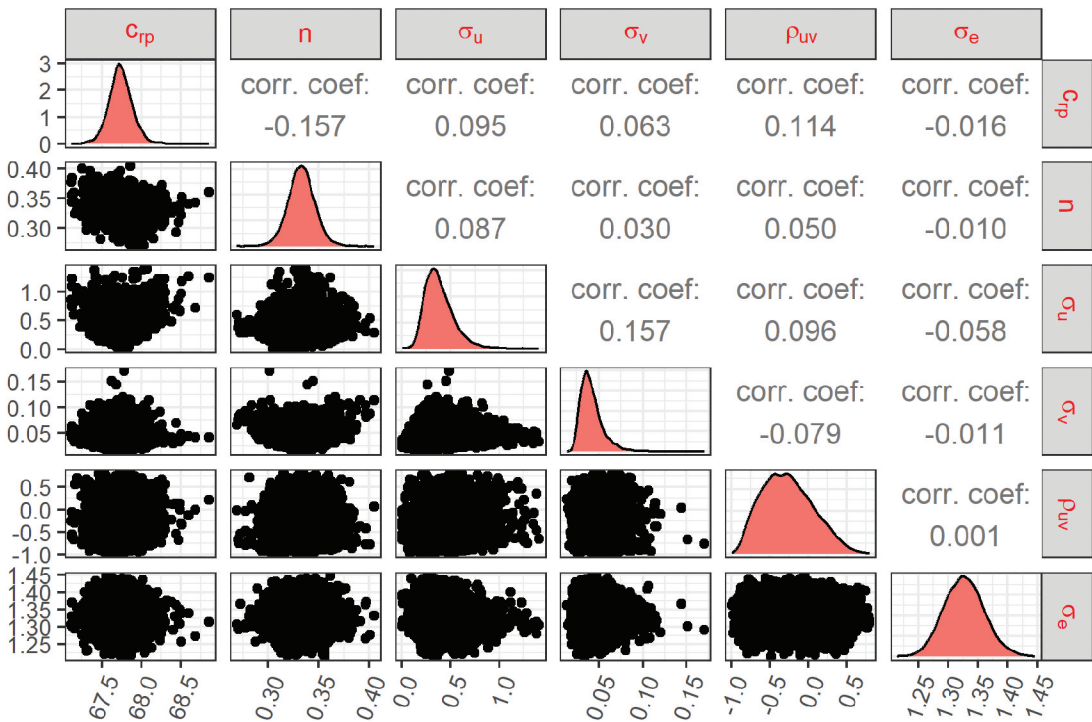 c_rp n σ_u σ_v ρ_uv σ_e
3 corr. coef: corr. coef: corr. coef: corr. coef: corr. coef: c_rp
2
1 -0.157 0.095 0.063 0.114 -0.016
0
0.40 corr. coef: corr. coef: corr. coef: corr. coef: n
0.35
0.30 0.087 0.030 0.050 -0.010
corr. coef: corr. coef: corr. coef: σ_u
1.0
0.5 0.157 0.096 -0.058
0.0
0.15 corr. coef: corr. coef: σ_v
0.10
0.05 -0.079 -0.011
0.5 corr. coef: ρ_uv
0.0
-0.5 0.001
-1.0
1.45 σ_e
1.40
1.35
1.30
1.25
67.5 68.0 68.5 0.30 0.35 0.40 0.0 0.5 1.0 0.05 0.10 0.15 -1.0 -0.5 0.0 0.5 1.25 1.30 1.35 1.40 1.45